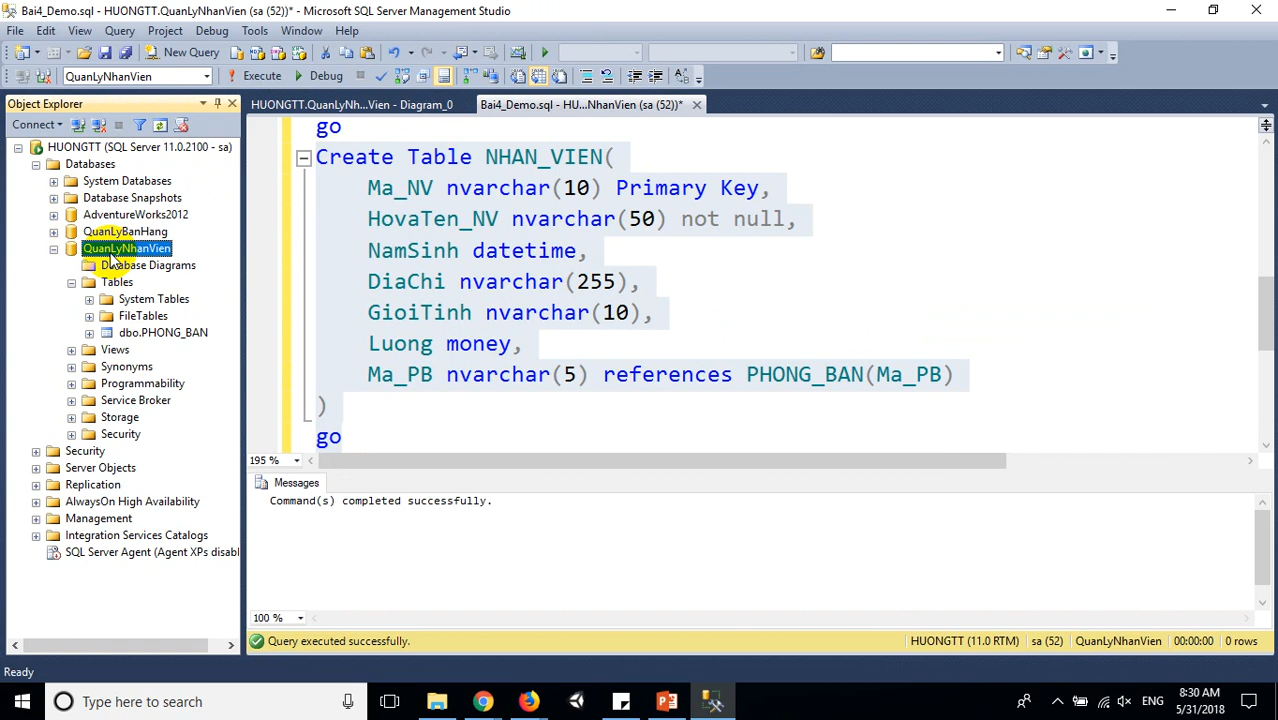 Bai4_Demo.sql - HUONGTT.QuanLyNhanVien (sa (52))* - Microsoft SQL Server Management Studio
File Edit View Query Project Debug Tools Window Help
New Query
QuanLyNhanVien Execute Debug
Object Explorer
HUONGTT.QuanLyNh...Vien - Diagram_0 Bai4_Demo.sql - HU...NhanVien (sa (52))*
Connect
HUONGTT (SQL Server 11.0.2100 - sa)
Databases
System Databases
Database Snapshots
AdventureWorks2012
QuanLyBanHang
QuanLyNhanVien
Database Diagrams
Tables
System Tables
FileTables
dbo.PHONG_BAN
Views
Synonyms
Programmability
Service Broker
Storage
Security
Security
Server Objects
Replication
AlwaysOn High Availability
Management
Integration Services Catalogs
SQL Server Agent (Agent XPs disabl
go
Create Table NHAN_VIEN(
Ma_NV nvarchar(10) Primary Key,
HovaTen_NV nvarchar(50) not null,
NamSinh datetime,
DiaChi nvarchar(255),
GioiTinh nvarchar(10),
Luong money,
Ma_PB nvarchar(5) references PHONG_BAN(Ma_PB)
)
go
195 %
Messages
Command(s) completed successfully.
100 %
Query executed successfully. HUONGTT (11.0 RTM) sa (52) QuanLyNhanVien 00:00:00 0 rows
Ready
Type here to search
ENG
8:30 AM
5/31/2018